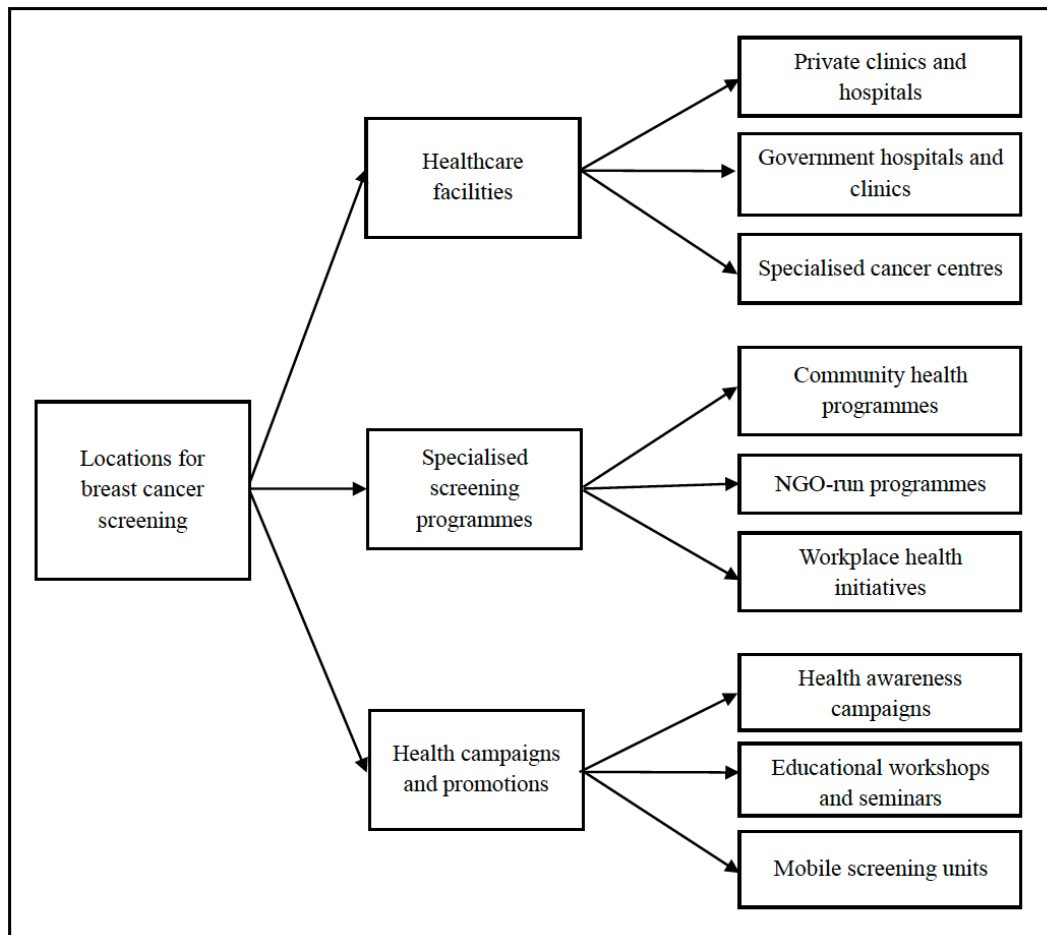 Locations for
breast cancer
screening
Healthcare
facilities
Private clinics and
hospitals
Government hospitals and
clinics
Specialised cancer centres
Specialised
screening
programmes
Community health
programmes
NGO-run programmes
Workplace health
initiatives
Health campaigns
and promotions
Health awareness
campaigns
Educational workshops
and seminars
Mobile screening units